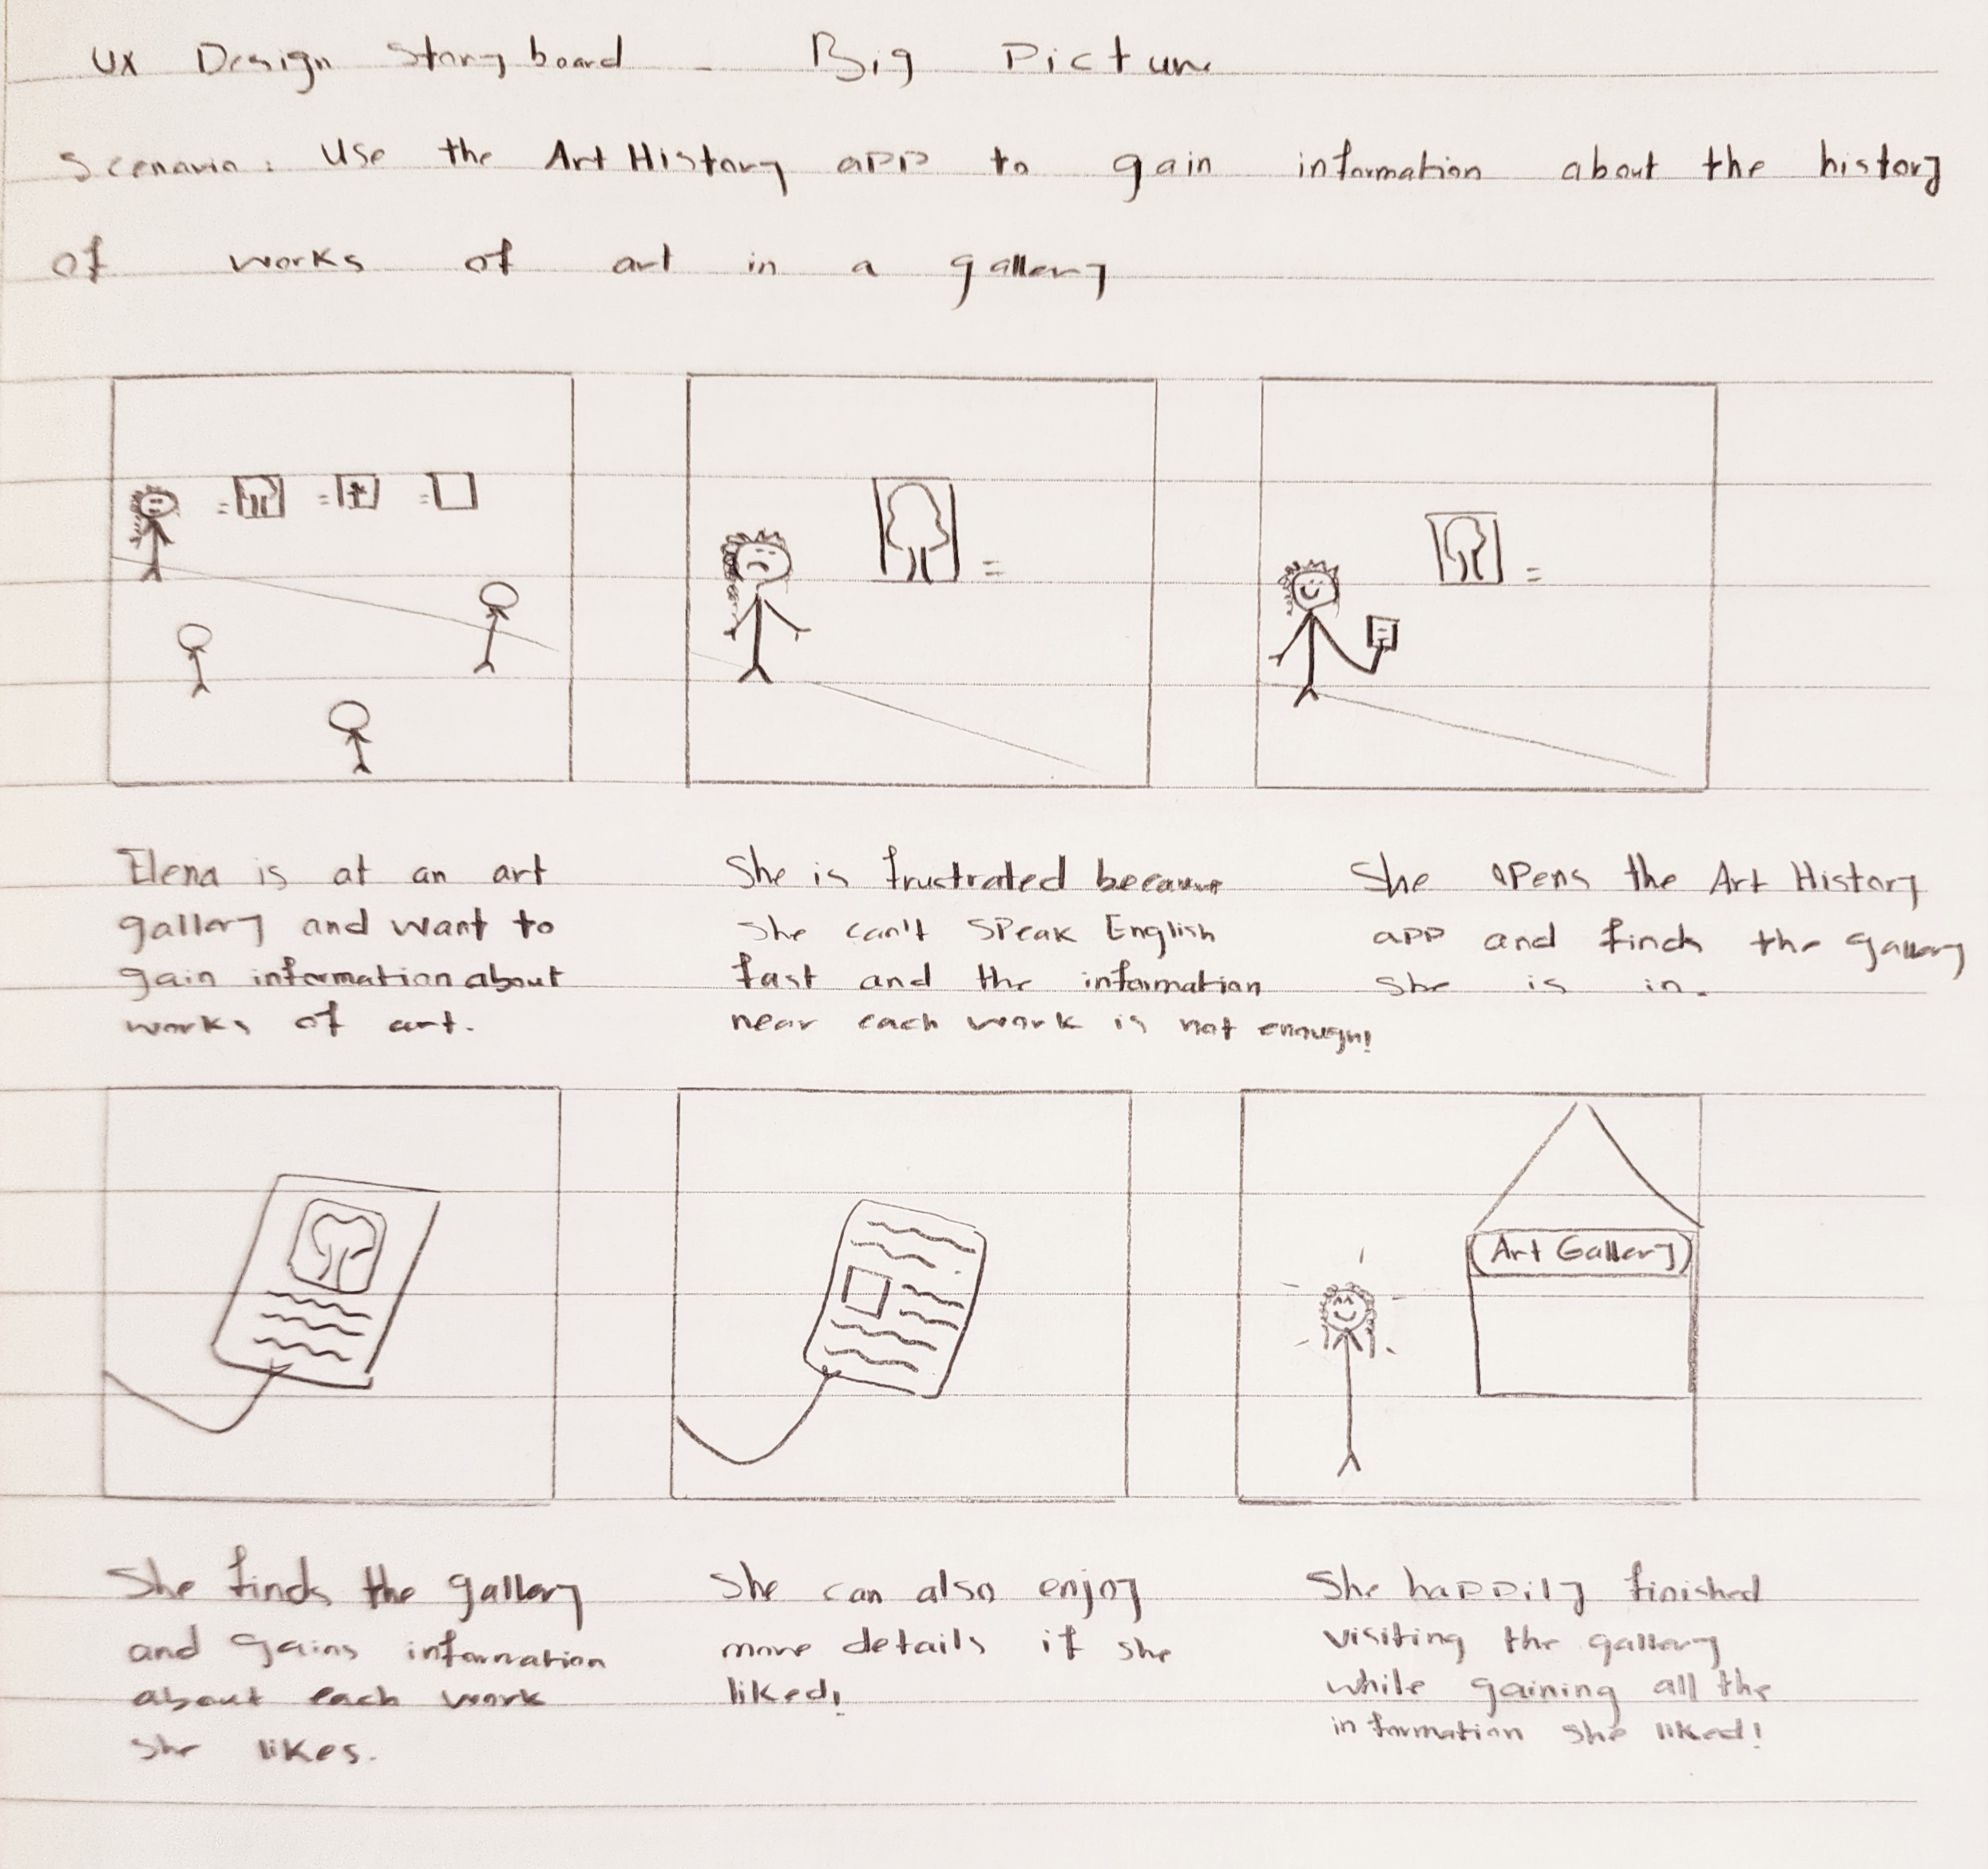 UX Design Storyboard - Big Picture
Scenario: Use the Art History app to gain information about the history
of works of art in a gallery
Elena is at an art
gallery and want to
gain information about
works of art.
She is frustrated because
she can't speak English
fast and the information
near each work is not enough!
She opens the Art History
app and finds the gallery
she is in.
She finds the gallery
and gains information
about each work
she likes.
She can also enjoy
more details if she
liked!
Art Gallery
She happily finished
visiting the gallery
while gaining all the
information she liked!